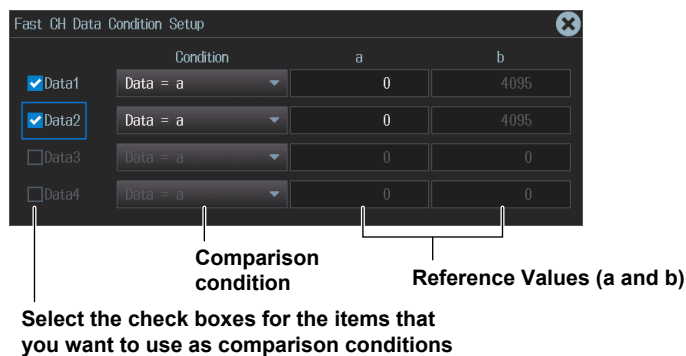 Fast CH Data Condition Setup
Condition a b
Data1 Data = a 0 4095
Data2 Data = a 0 4095
Data3 Data = a 0 0
Data4 Data = a 0 0
Comparison
condition
Reference Values (a and b)
Select the check boxes for the items that
you want to use as comparison conditions